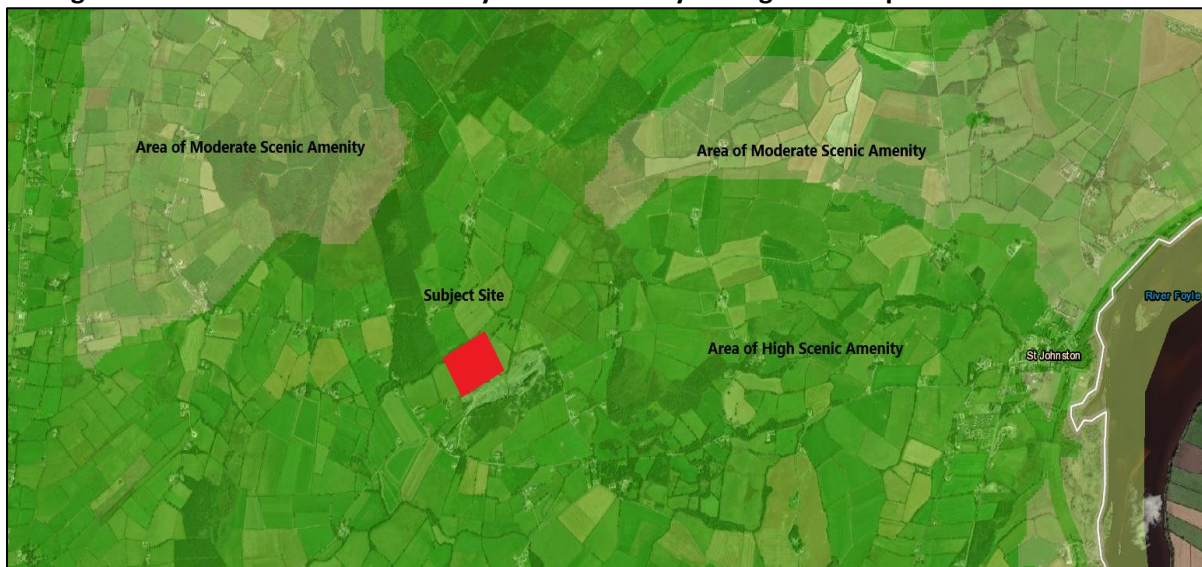 Area of Moderate Scenic Amenity
Area of Moderate Scenic Amenity
Subject Site
River Foyle
Area of High Scenic Amenity
St Johnston